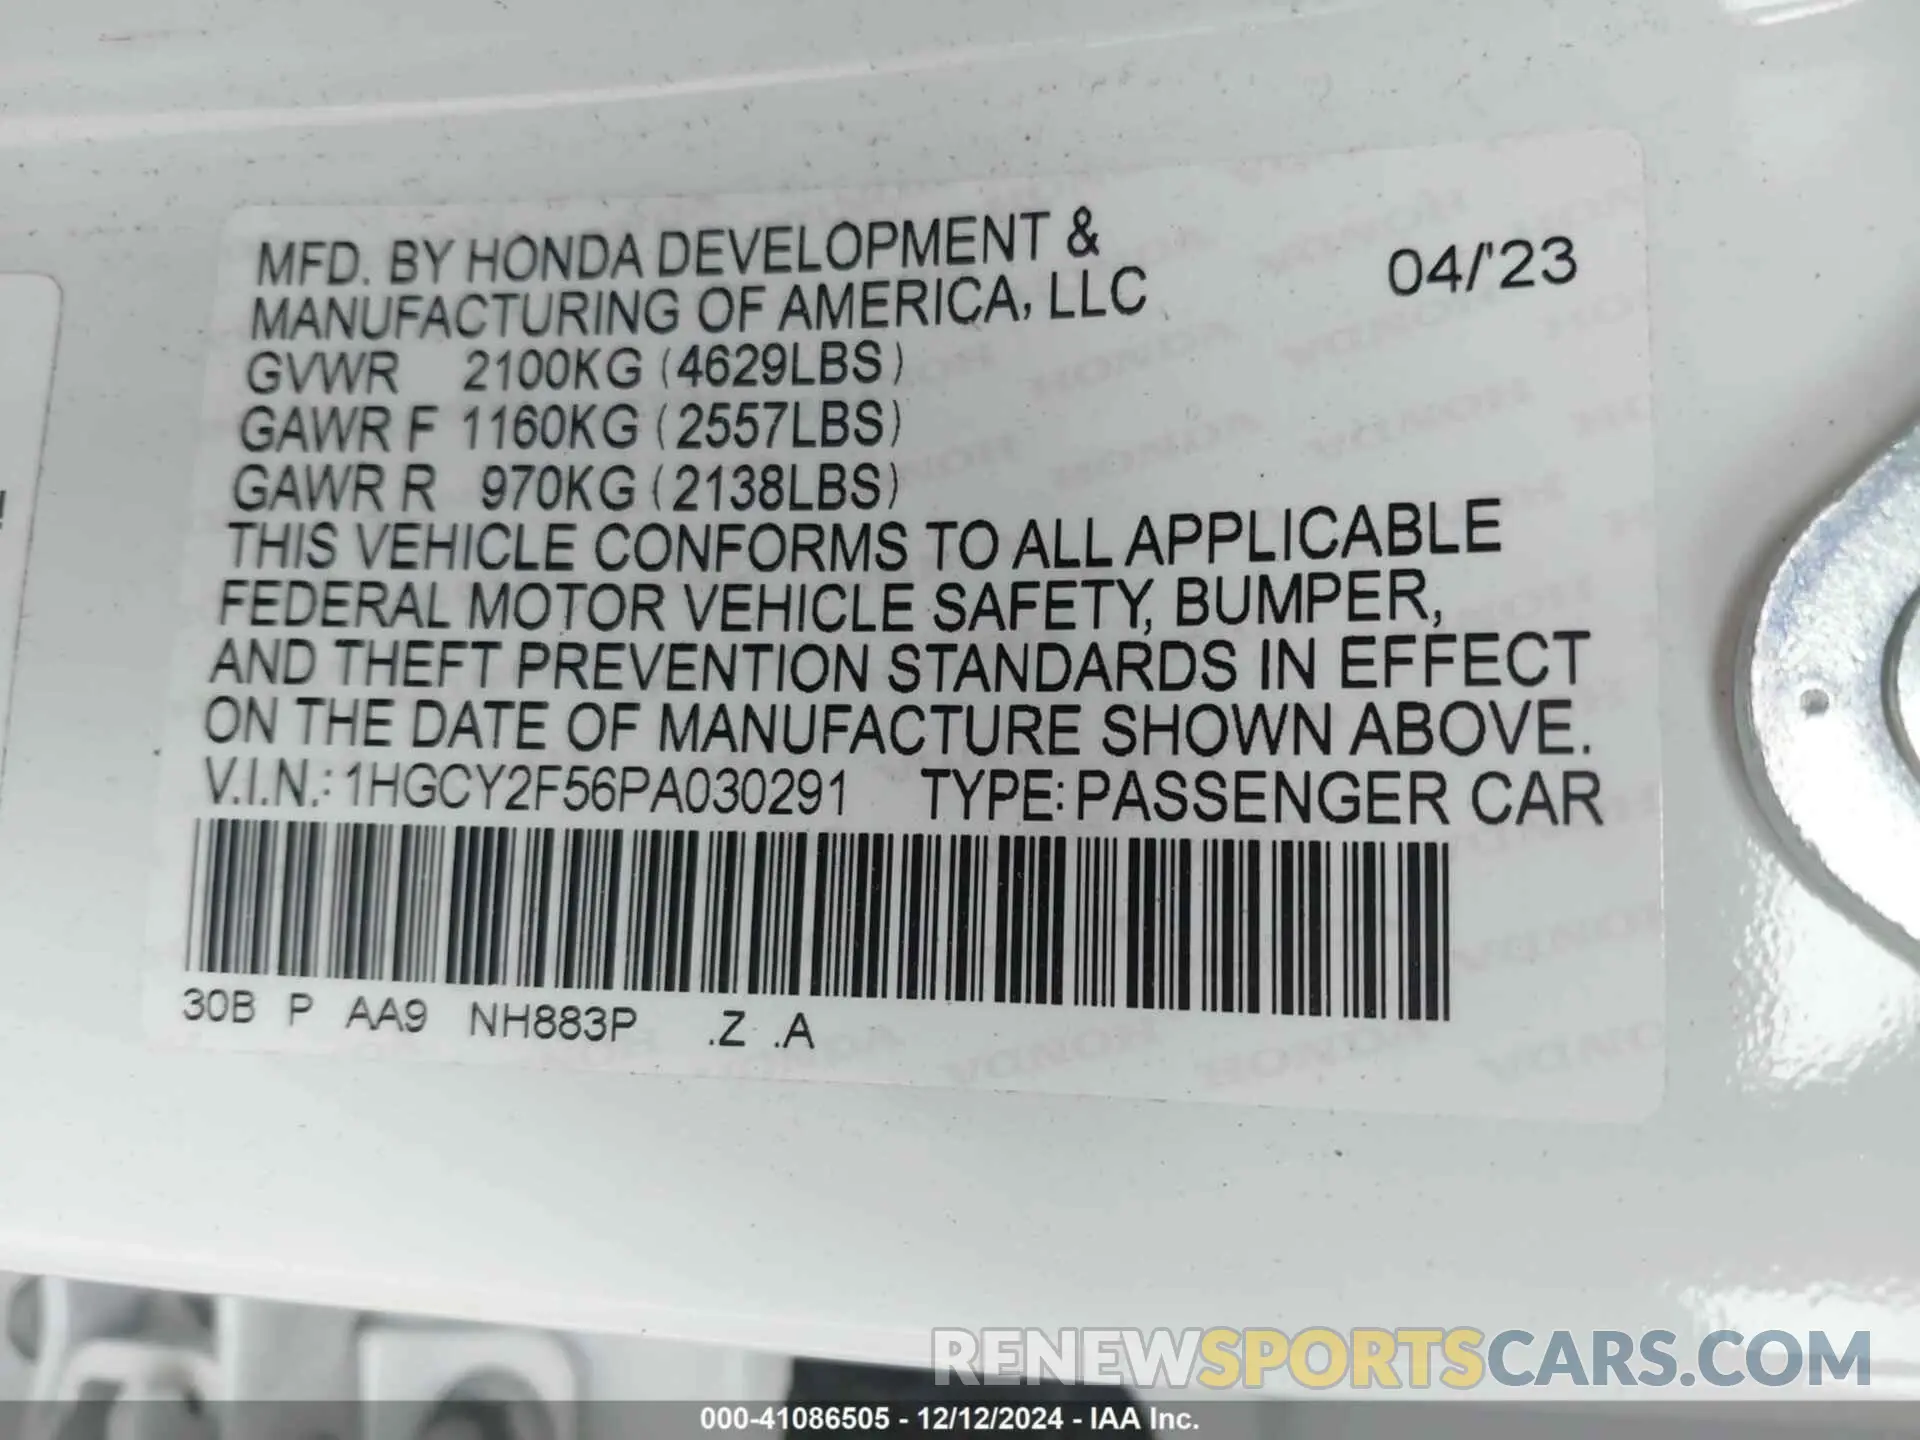 MFD. BY HONDA DEVELOPMENT &
MANUFACTURING OF AMERICA, LLC
04/'23
GVWR 2100KG (4629LBS)
GAWR F 1160KG (2557LBS)
GAWR R 970KG (2138LBS)
THIS VEHICLE CONFORMS TO ALL APPLICABLE
FEDERAL MOTOR VEHICLE SAFETY, BUMPER,
AND THEFT PREVENTION STANDARDS IN EFFECT
ON THE DATE OF MANUFACTURE SHOWN ABOVE.
V.I.N.: 1HGCY2F56PA030291 TYPE: PASSENGER CAR
30B P AA9 NH883P .Z .A
RENEWSPORTSCARS.COM
000-41086505 - 12/12/2024 - IAA Inc.